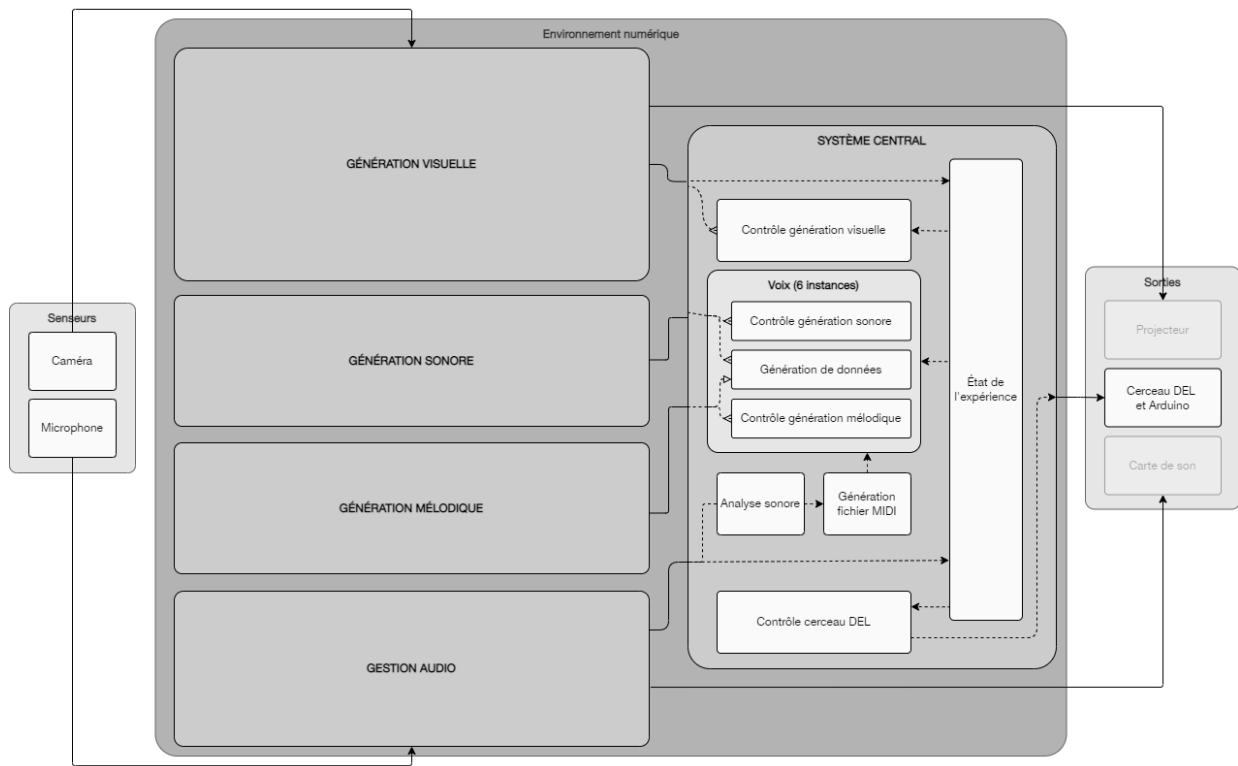 Environnement numérique
GÉNÉRATION VISUELLE
SYSTÈME CENTRAL
Contrôle génération visuelle
Voix (6 instances)
Contrôle génération sonore
Génération de données
Contrôle génération mélodique
État de
l'expérience
Senseurs
Caméra
Microphone
GÉNÉRATION SONORE
GÉNÉRATION MÉLODIQUE
Analyse sonore
Génération
fichier MIDI
Contrôle cerceau DEL
GESTION AUDIO
Sorties
Projecteur
Cerceau DEL
et Arduino
Carte de son